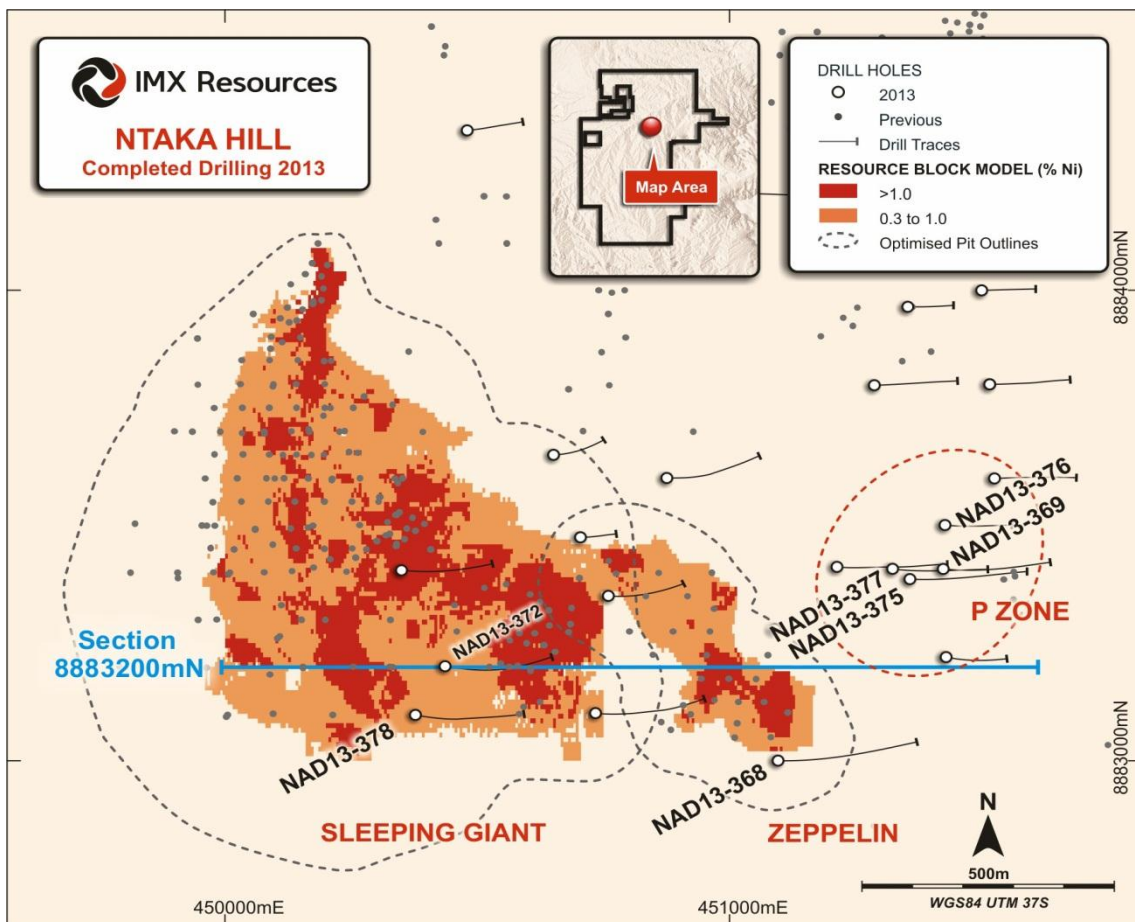 IMX Resources
NTAKA HILL
Completed Drilling 2013
Map Area
DRILL HOLES
2013
Previous
Drill Traces
RESOURCE BLOCK MODEL (% Ni)
>1.0
0.3 to 1.0
Optimised Pit Outlines
8884000mN
NAD13-376
NAD13-369
NAD13-377
NAD13-375
P ZONE
NAD13-372
Section
8883200mN
NAD13-378
NAD13-368
8883000mN
SLEEPING GIANT
ZEPPELIN
N
500m
WGS84 UTM 37S
450000mE
451000mE